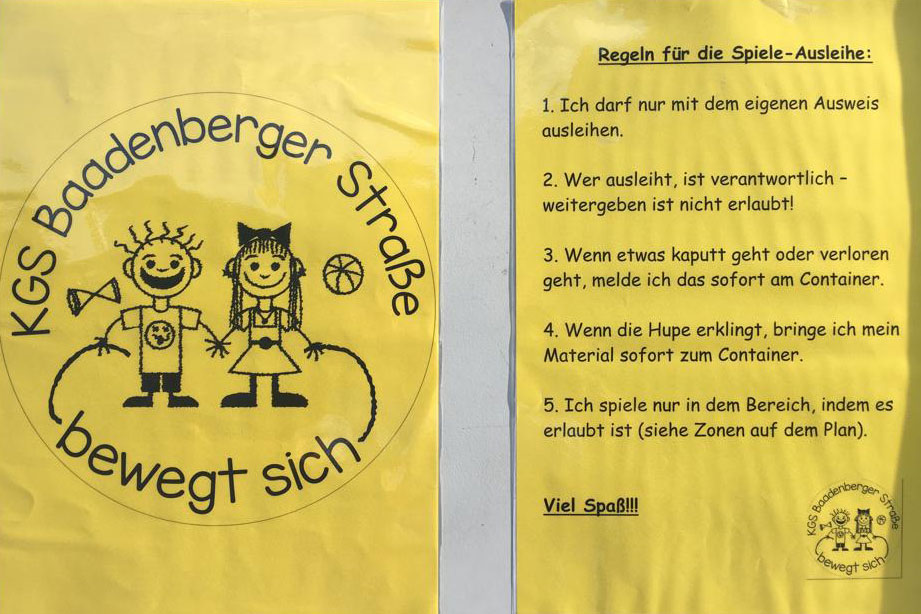 KGS Baadenberger Straße
bewegt sich
Regeln für die Spiele-Ausleihe:
1. Ich darf nur mit dem eigenen Ausweis
ausleihen.
2. Wer ausleiht, ist verantwortlich –
weitergeben ist nicht erlaubt!
3. Wenn etwas kaputt geht oder verloren
geht, melde ich das sofort am Container.
4. Wenn die Hupe erklingt, bringe ich mein
Material sofort zum Container.
5. Ich spiele nur in dem Bereich, indem es
erlaubt ist (siehe Zonen auf dem Plan).
Viel Spaß!!!
KGS Baadenberger Straße
bewegt sich